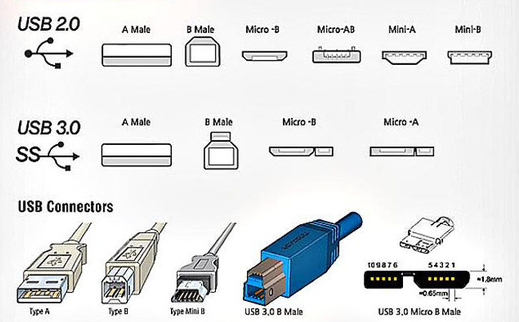 USB 2.0
A Male
B Male
Micro -B
Micro-AB
Mini-A
Mini-B
USB 3.0
SS
A Male
B Male
Micro -B
Micro -A
USB Connectors
Type A
Type B
Type Mini B
USB 3,0 B Male
109876
54321
≈1.8mm
≈0.65mm
USB 3,0 Micro B Male